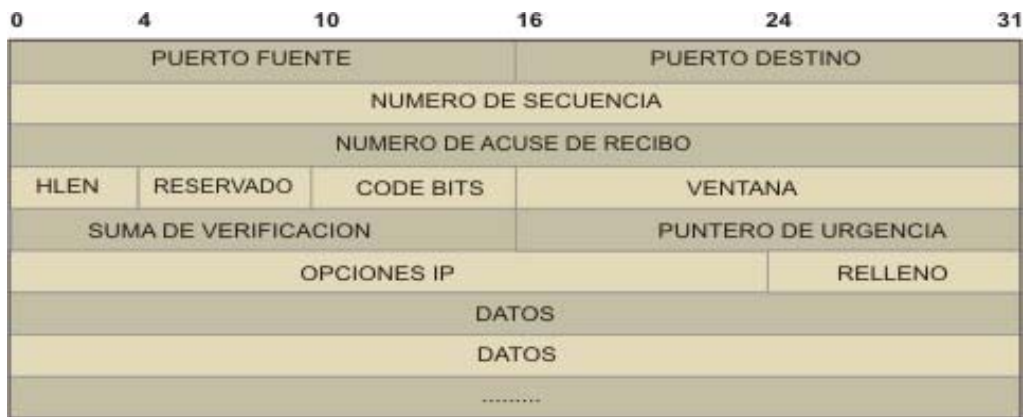 0 4 10 16 24 31
PUERTO FUENTE PUERTO DESTINO
NUMERO DE SECUENCIA
NUMERO DE ACUSE DE RECIBO
HLEN RESERVADO CODE BITS VENTANA
SUMA DE VERIFICACION PUNTERO DE URGENCIA
OPCIONES IP RELLENO
DATOS
DATOS
.........